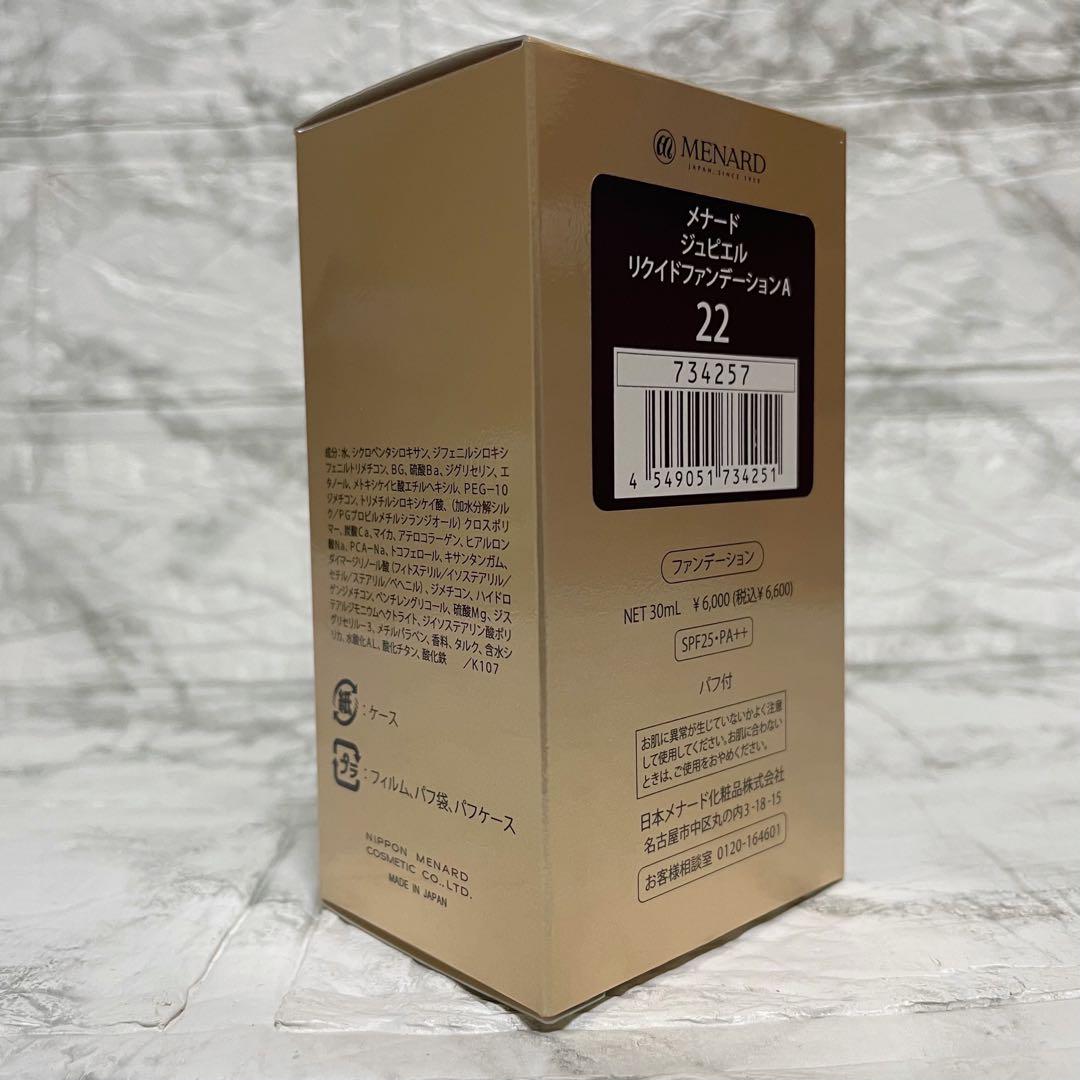 MENARD
JAPAN, SINCE 1959
メナード
ジュピエル
リクイドファンデーションA
22
734257
4 549051 734251
ファンデーション
NET 30mL ¥6,000(税込¥6,600)
SPF25・PA++
パフ付
お肌に異常が生じていないかよく注意
して使用してください。お肌に合わない
ときは、ご使用をおやめください。
日本メナード化粧品株式会社
名古屋市中区丸の内3-18-15
お客様相談室 0120-164601
成分:水、シクロペンタシロキサン、ジフェニルシロキシ
フェニルトリメチコン、BG、硫酸Ba、ジグリセリン、エ
タノール、メトキシケイヒ酸エチルヘキシル、PEG-10
ジメチコン、トリメチルシロキシケイ酸、(加水分解シル
ク/PGプロピルメチルシランジオール)クロスポリ
マー、炭酸Ca、マイカ、アテロコラーゲン、ヒアルロン
酸Na、PCA-Na、トコフェロール、キサンタンガム、
ダイマージリノール酸(フィトステリル/イソステアリル/
セチル/ステアリル/ベヘニル)、ジメチコン、ハイドロ
ゲンジメチコン、ペンチレングリコール、硫酸Mg、ジス
テアルジモニウムヘクトライト、ジイソステアリン酸ポリ
グリセリル-3、メチルパラベン、香料、タルク、含水シ
リカ、水酸化AL、酸化チタン、酸化鉄 /K107
紙:ケース
プラ:フィルム、パフ袋、パフケース
NIPPON MENARD
COSMETIC CO.,LTD.
MADE IN JAPAN